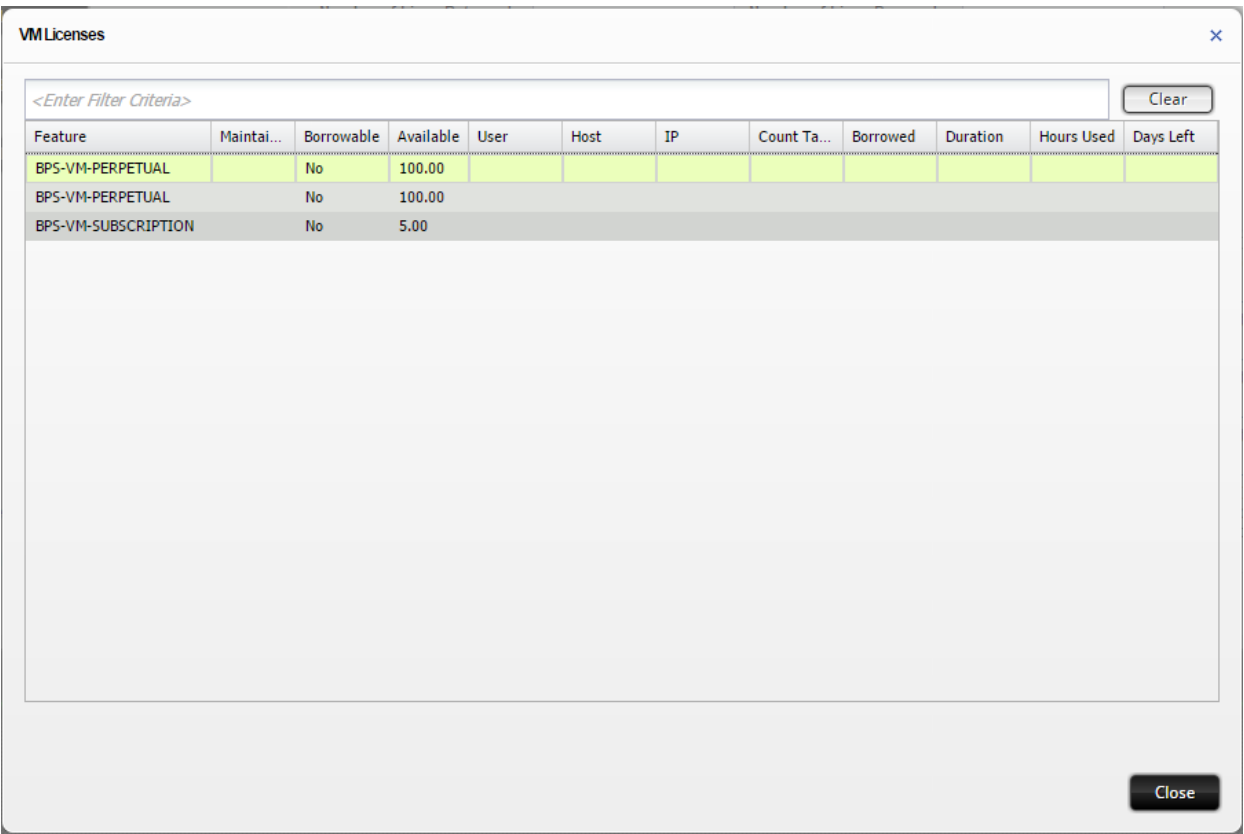 VM Licenses ×
<Enter Filter Criteria> Clear
Feature Maintai... Borrowable Available User Host IP Count Ta... Borrowed Duration Hours Used Days Left
BPS-VM-PERPETUAL No 100.00
BPS-VM-PERPETUAL No 100.00
BPS-VM-SUBSCRIPTION No 5.00
Close